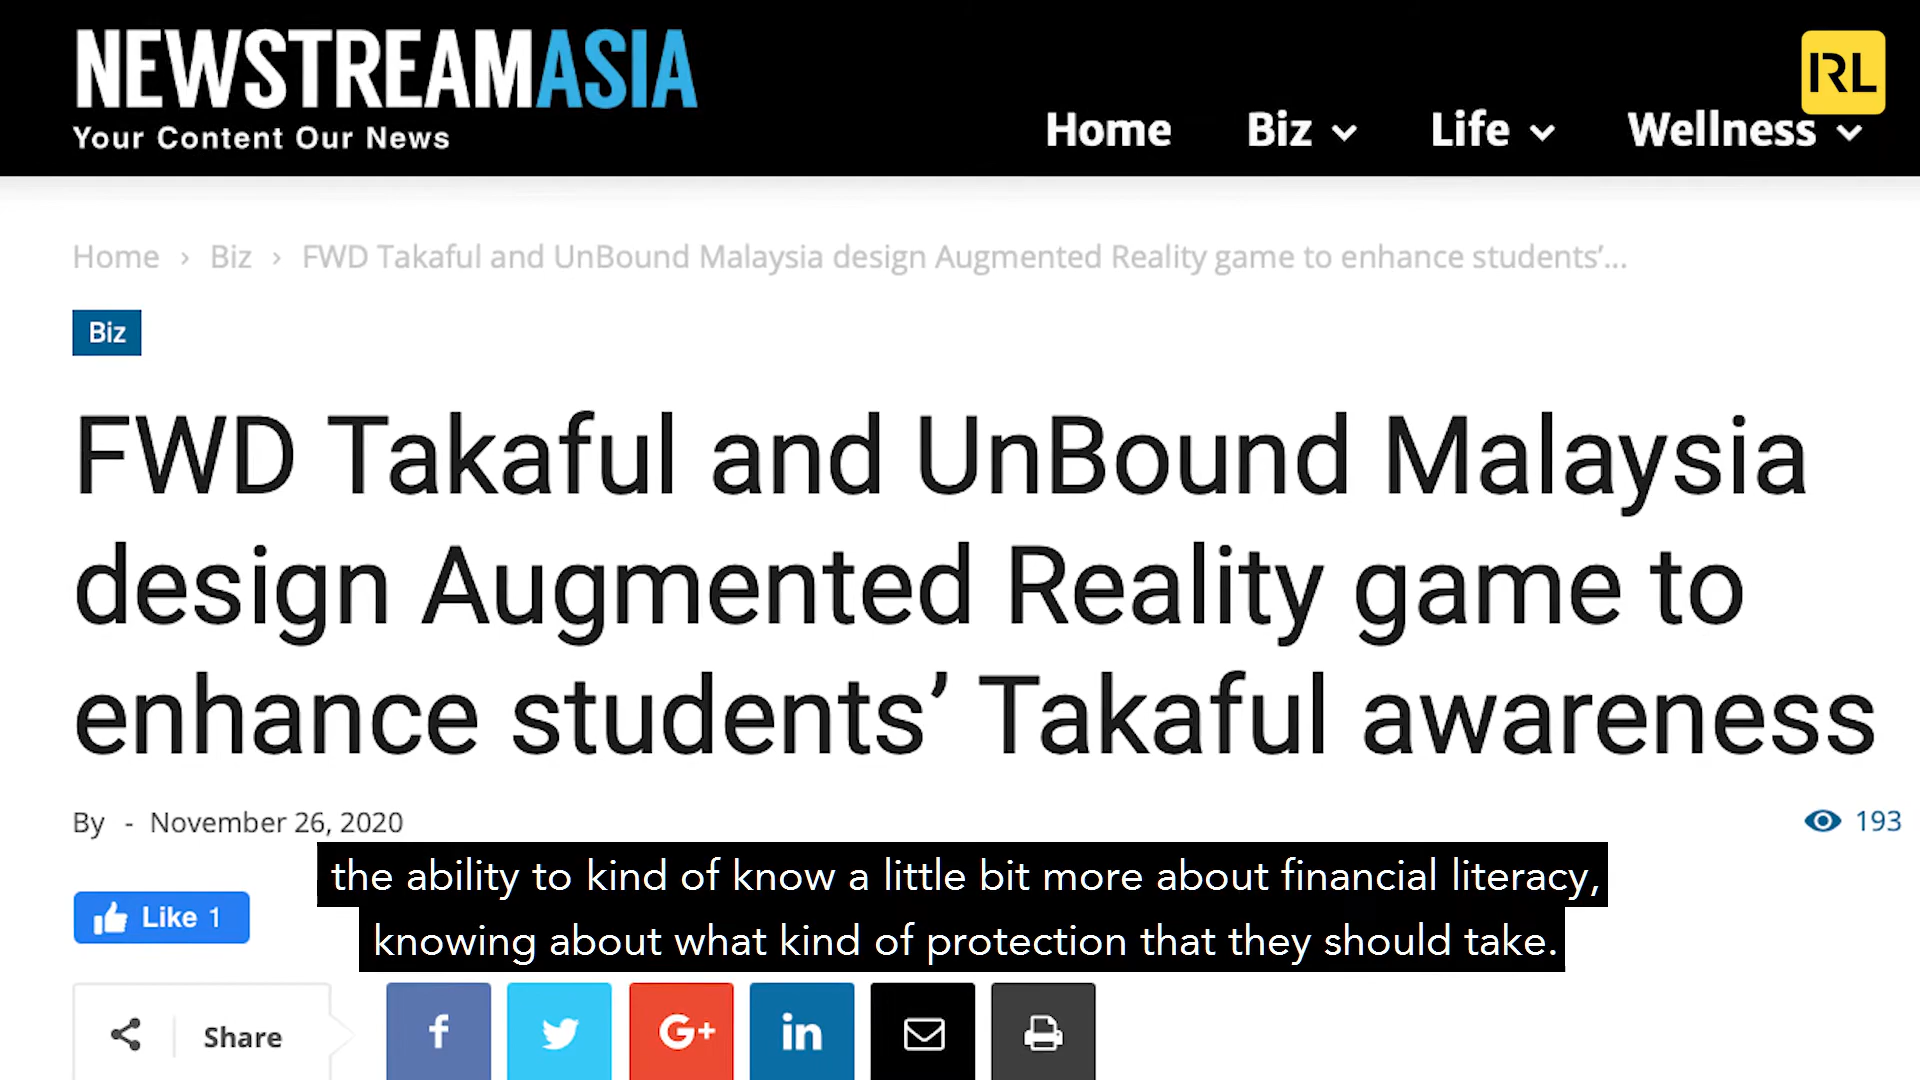 NEWSTREAMASIA
Your Content Our News
IRL
Home Biz Life Wellness
Home › Biz › FWD Takaful and UnBound Malaysia design Augmented Reality game to enhance students’...
Biz
FWD Takaful and UnBound Malaysia
design Augmented Reality game to
enhance students’ Takaful awareness
By - November 26, 2020
193
the ability to kind of know a little bit more about financial literacy,
Like 1
knowing about what kind of protection that they should take.
Share f G+ in